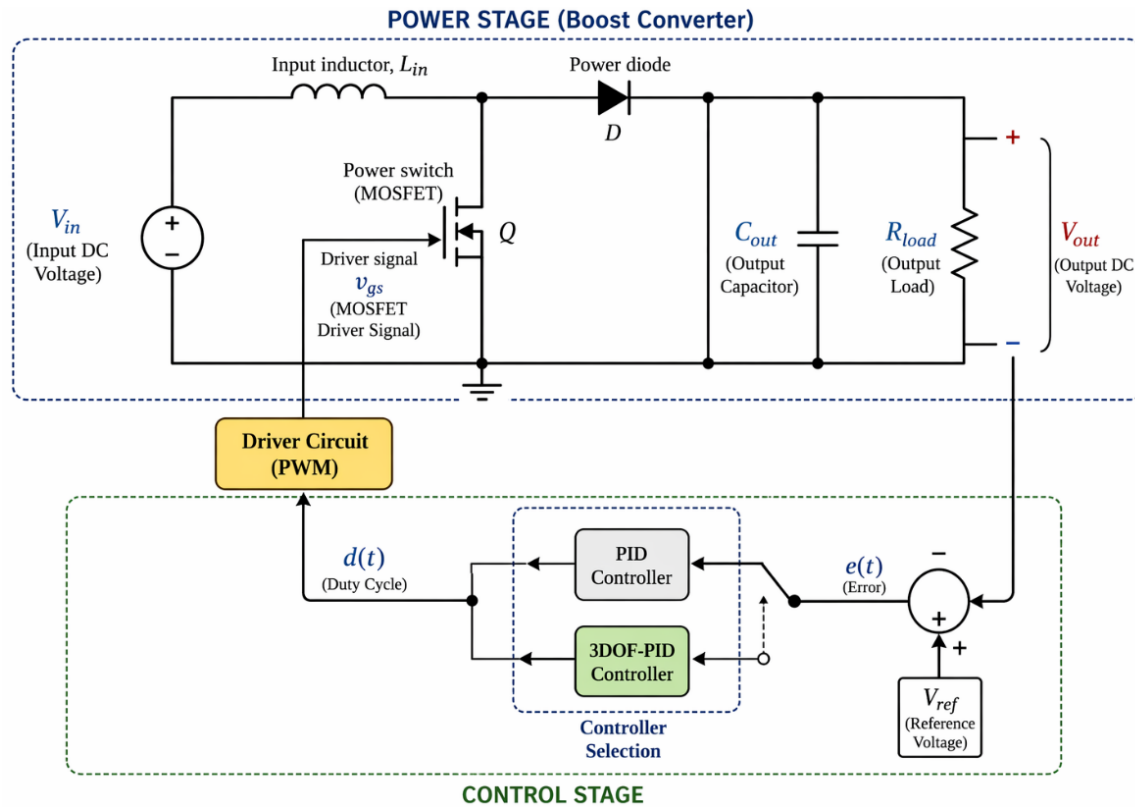 POWER STAGE (Boost Converter)
Input inductor, L_in
Power diode
D
Power switch
(MOSFET)
Q
V_in
(Input DC
Voltage)
+
−
Driver signal
v_gs
(MOSFET
Driver Signal)
C_out
(Output
Capacitor)
R_load
(Output
Load)
+
V_out
(Output DC
Voltage)
−
Driver Circuit
(PWM)
d(t)
(Duty Cycle)
PID
Controller
3DOF-PID
Controller
Controller
Selection
e(t)
(Error)
−
+
+
V_ref
(Reference
Voltage)
CONTROL STAGE